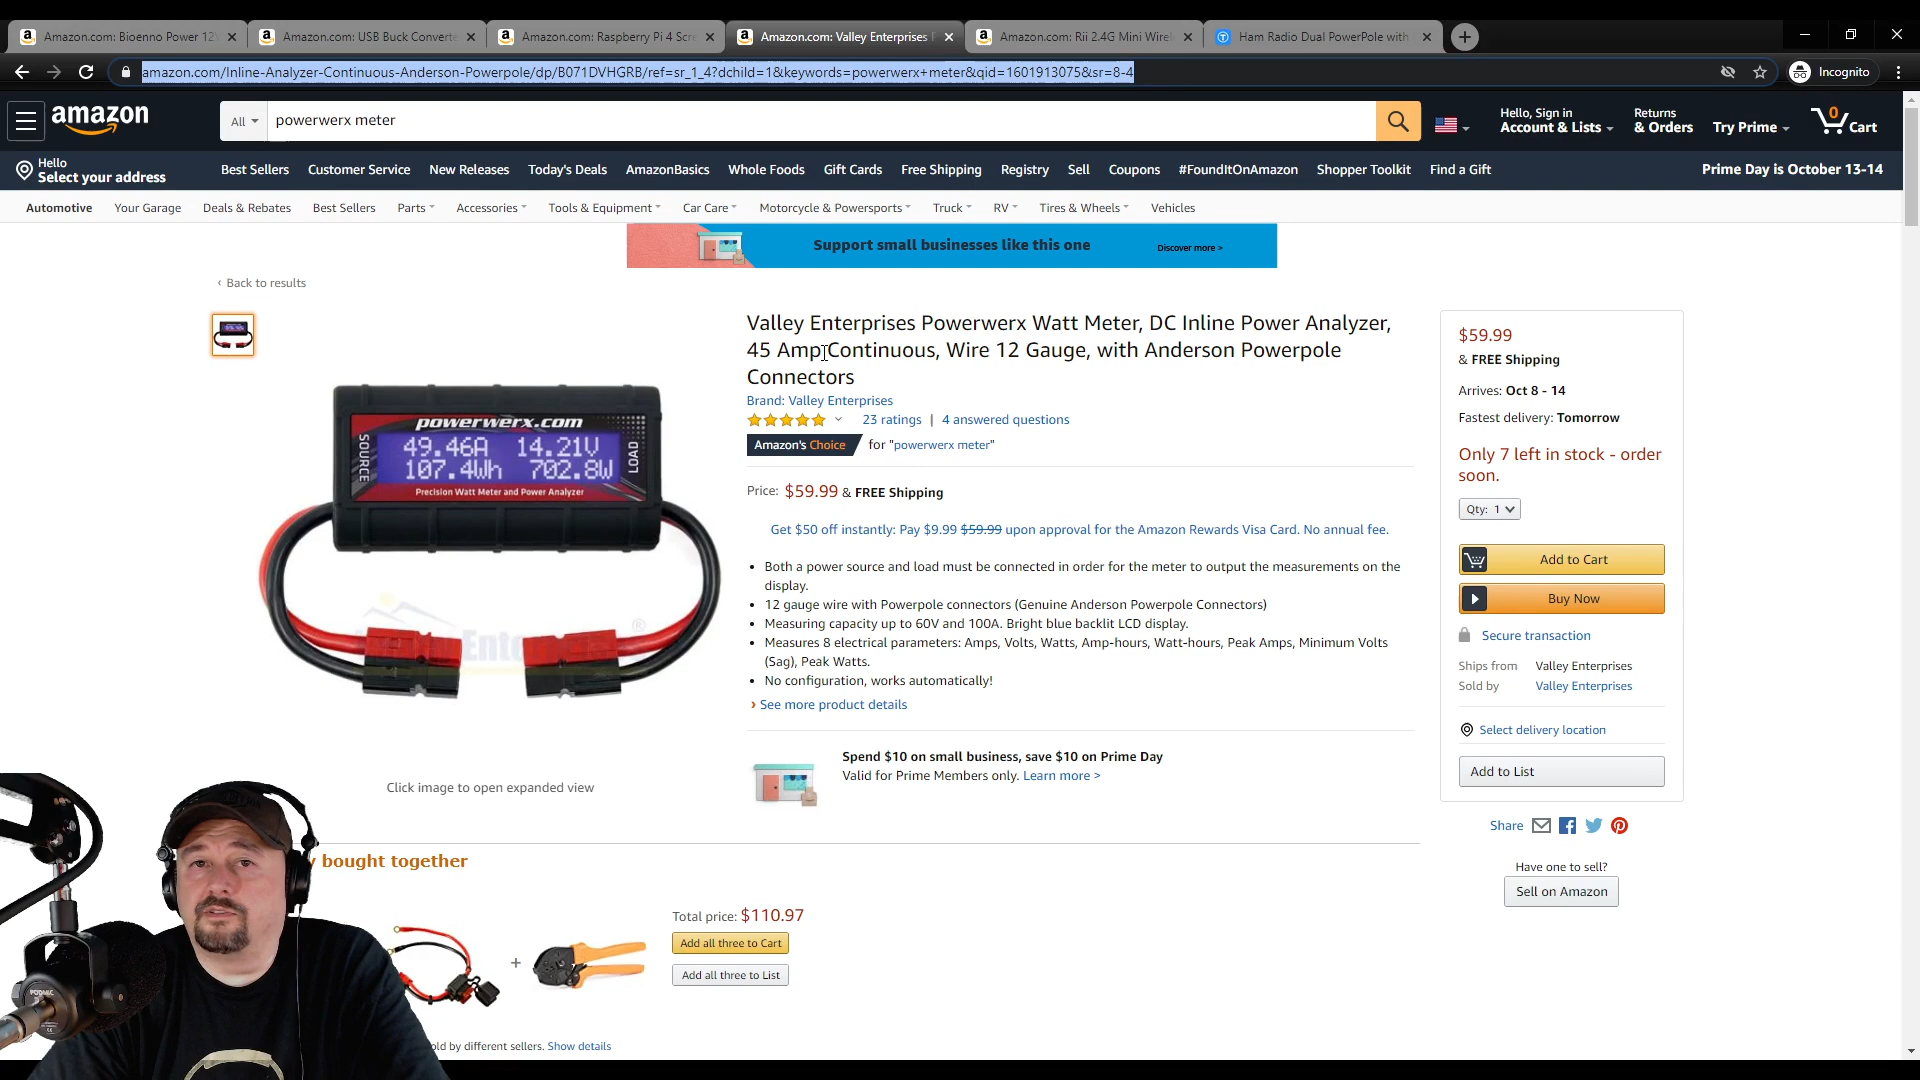 Amazon.com: Bioenno Power 12
Amazon.com: USB Buck Converte
Amazon.com: Raspberry Pi 4 Scre
Amazon.com: Valley Enterprises
Amazon.com: Rii 2.4G Mini Wirel
Ham Radio Dual PowerPole with
amazon.com/Inline-Analyzer-Continuous-Anderson-Powerpole/dp/B071DVHGRB/ref=sr_1_4?dchild=1&keywords=powerwerx+meter&qid=1601913075&sr=8-4
Incognito
amazon
All
powerwerx meter
Hello, Sign in
Account & Lists
Returns
& Orders
Try Prime
0
Cart
Hello
Select your address
Best Sellers
Customer Service
New Releases
Today's Deals
AmazonBasics
Whole Foods
Gift Cards
Free Shipping
Registry
Sell
Coupons
#FoundItOnAmazon
Shopper Toolkit
Find a Gift
Prime Day is October 13-14
Automotive
Your Garage
Deals & Rebates
Best Sellers
Parts
Accessories
Tools & Equipment
Car Care
Motorcycle & Powersports
Truck
RV
Tires & Wheels
Vehicles
Support small businesses like this one
Discover more >
‹ Back to results
powerwerx.com
SOURCE
49.46A 14.21V
107.4Wh 702.8W
LOAD
Precision Watt Meter and Power Analyzer
Click image to open expanded view
Valley Enterprises Powerwerx Watt Meter, DC Inline Power Analyzer,
45 Amp Continuous, Wire 12 Gauge, with Anderson Powerpole
Connectors
Brand: Valley Enterprises
23 ratings | 4 answered questions
Amazon's Choice for "powerwerx meter"
Price: $59.99 & FREE Shipping
Get $50 off instantly: Pay $9.99 $59.99 upon approval for the Amazon Rewards Visa Card. No annual fee.
• Both a power source and load must be connected in order for the meter to output the measurements on the
display.
• 12 gauge wire with Powerpole connectors (Genuine Anderson Powerpole Connectors)
• Measuring capacity up to 60V and 100A. Bright blue backlit LCD display.
• Measures 8 electrical parameters: Amps, Volts, Watts, Amp-hours, Watt-hours, Peak Amps, Minimum Volts
(Sag), Peak Watts.
• No configuration, works automatically!
› See more product details
Spend $10 on small business, save $10 on Prime Day
Valid for Prime Members only. Learn more >
$59.99
& FREE Shipping
Arrives: Oct 8 - 14
Fastest delivery: Tomorrow
Only 7 left in stock - order
soon.
Qty: 1
Add to Cart
Buy Now
Secure transaction
Ships from Valley Enterprises
Sold by Valley Enterprises
Select delivery location
Add to List
Share
Have one to sell?
Sell on Amazon
y bought together
+
Total price: $110.97
Add all three to Cart
Add all three to List
old by different sellers. Show details
PODMIC